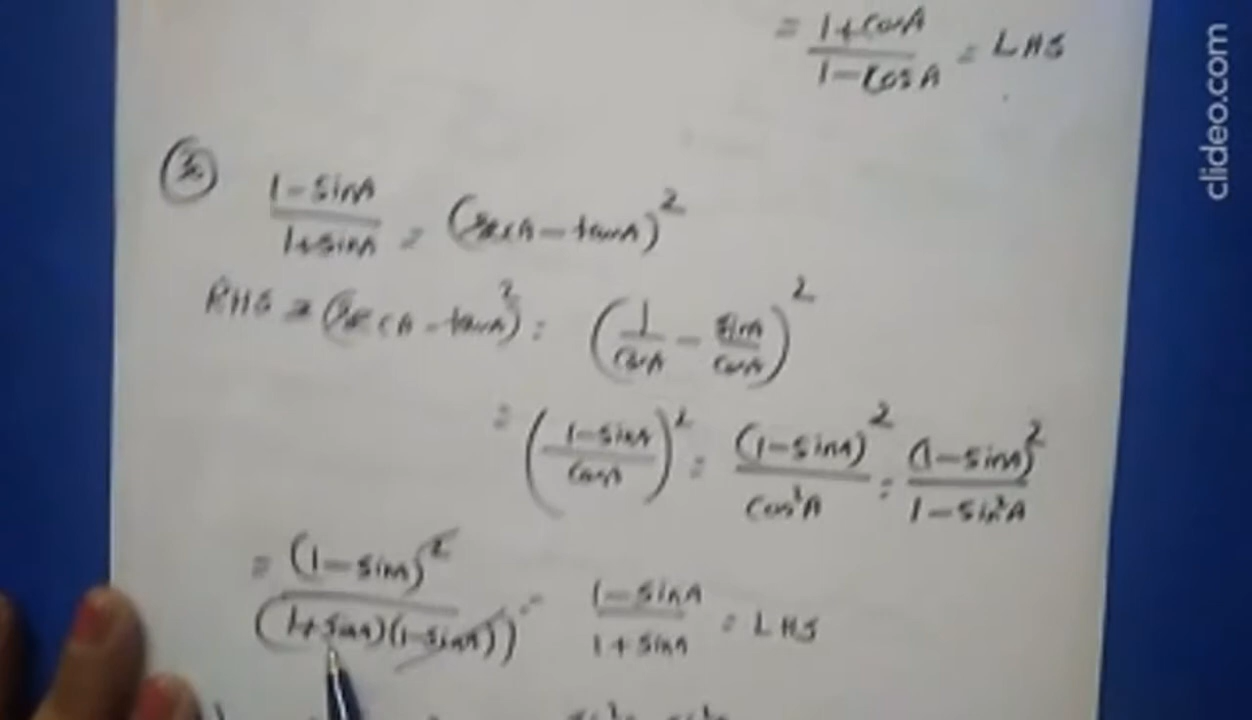 = 1+cosA / 1-cosA = LHS
1-sinA / 1+sinA = (secA-tanA)²
RHS = (secA-tanA)² = (1/cosA - sinA/cosA)²
= (1-sinA / cosA)² = (1-sinA)² / cos²A = (1-sinA)² / 1-sin²A
= (1-sinA)² / (1+sinA)(1-sinA) = 1-sinA / 1+sinA = LHS
clideo.com